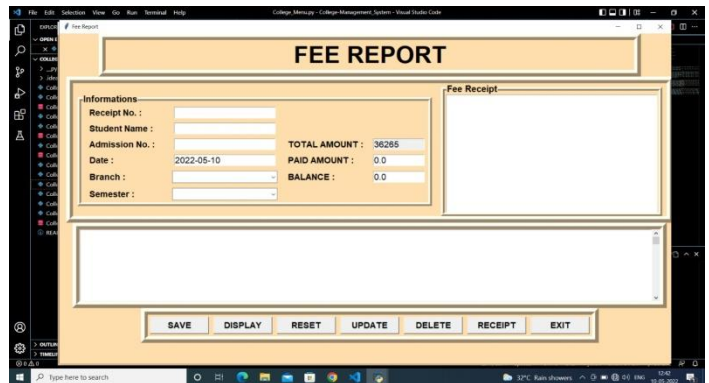 File Edit Selection View Go Run Terminal Help College_Menu.py - College-Management_System - Visual Studio Code
Fee Report
FEE REPORT
Informations
Receipt No. :
Student Name :
Admission No. :
Date : 2022-05-10
Branch :
Semester :
TOTAL AMOUNT : 36265
PAID AMOUNT : 0.0
BALANCE : 0.0
Fee Receipt
SAVE DISPLAY RESET UPDATE DELETE RECEIPT EXIT
Type here to search
32°C Rain showers
ENG
12:42